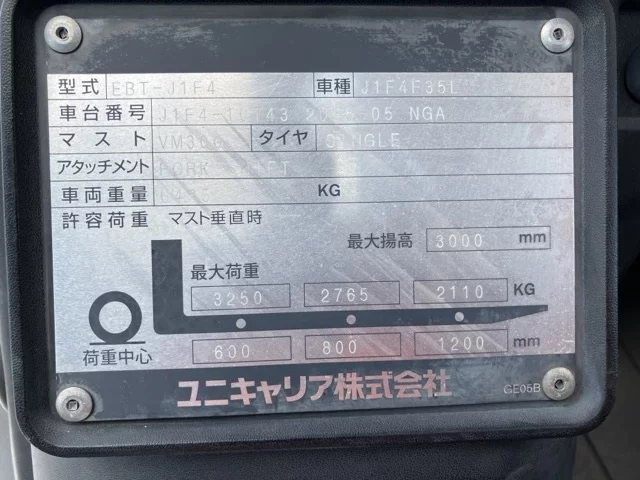 型式 EBT-J1F4 車種 J1F4F35L
車台番号 NGA
マスト タイヤ
アタッチメント
車両重量 KG
許容荷重 マスト垂直時
最大揚高 3000 mm
最大荷重
3250 2765 2110 KG
荷重中心 600 800 1200 mm
ユニキャリア株式会社 GE05B